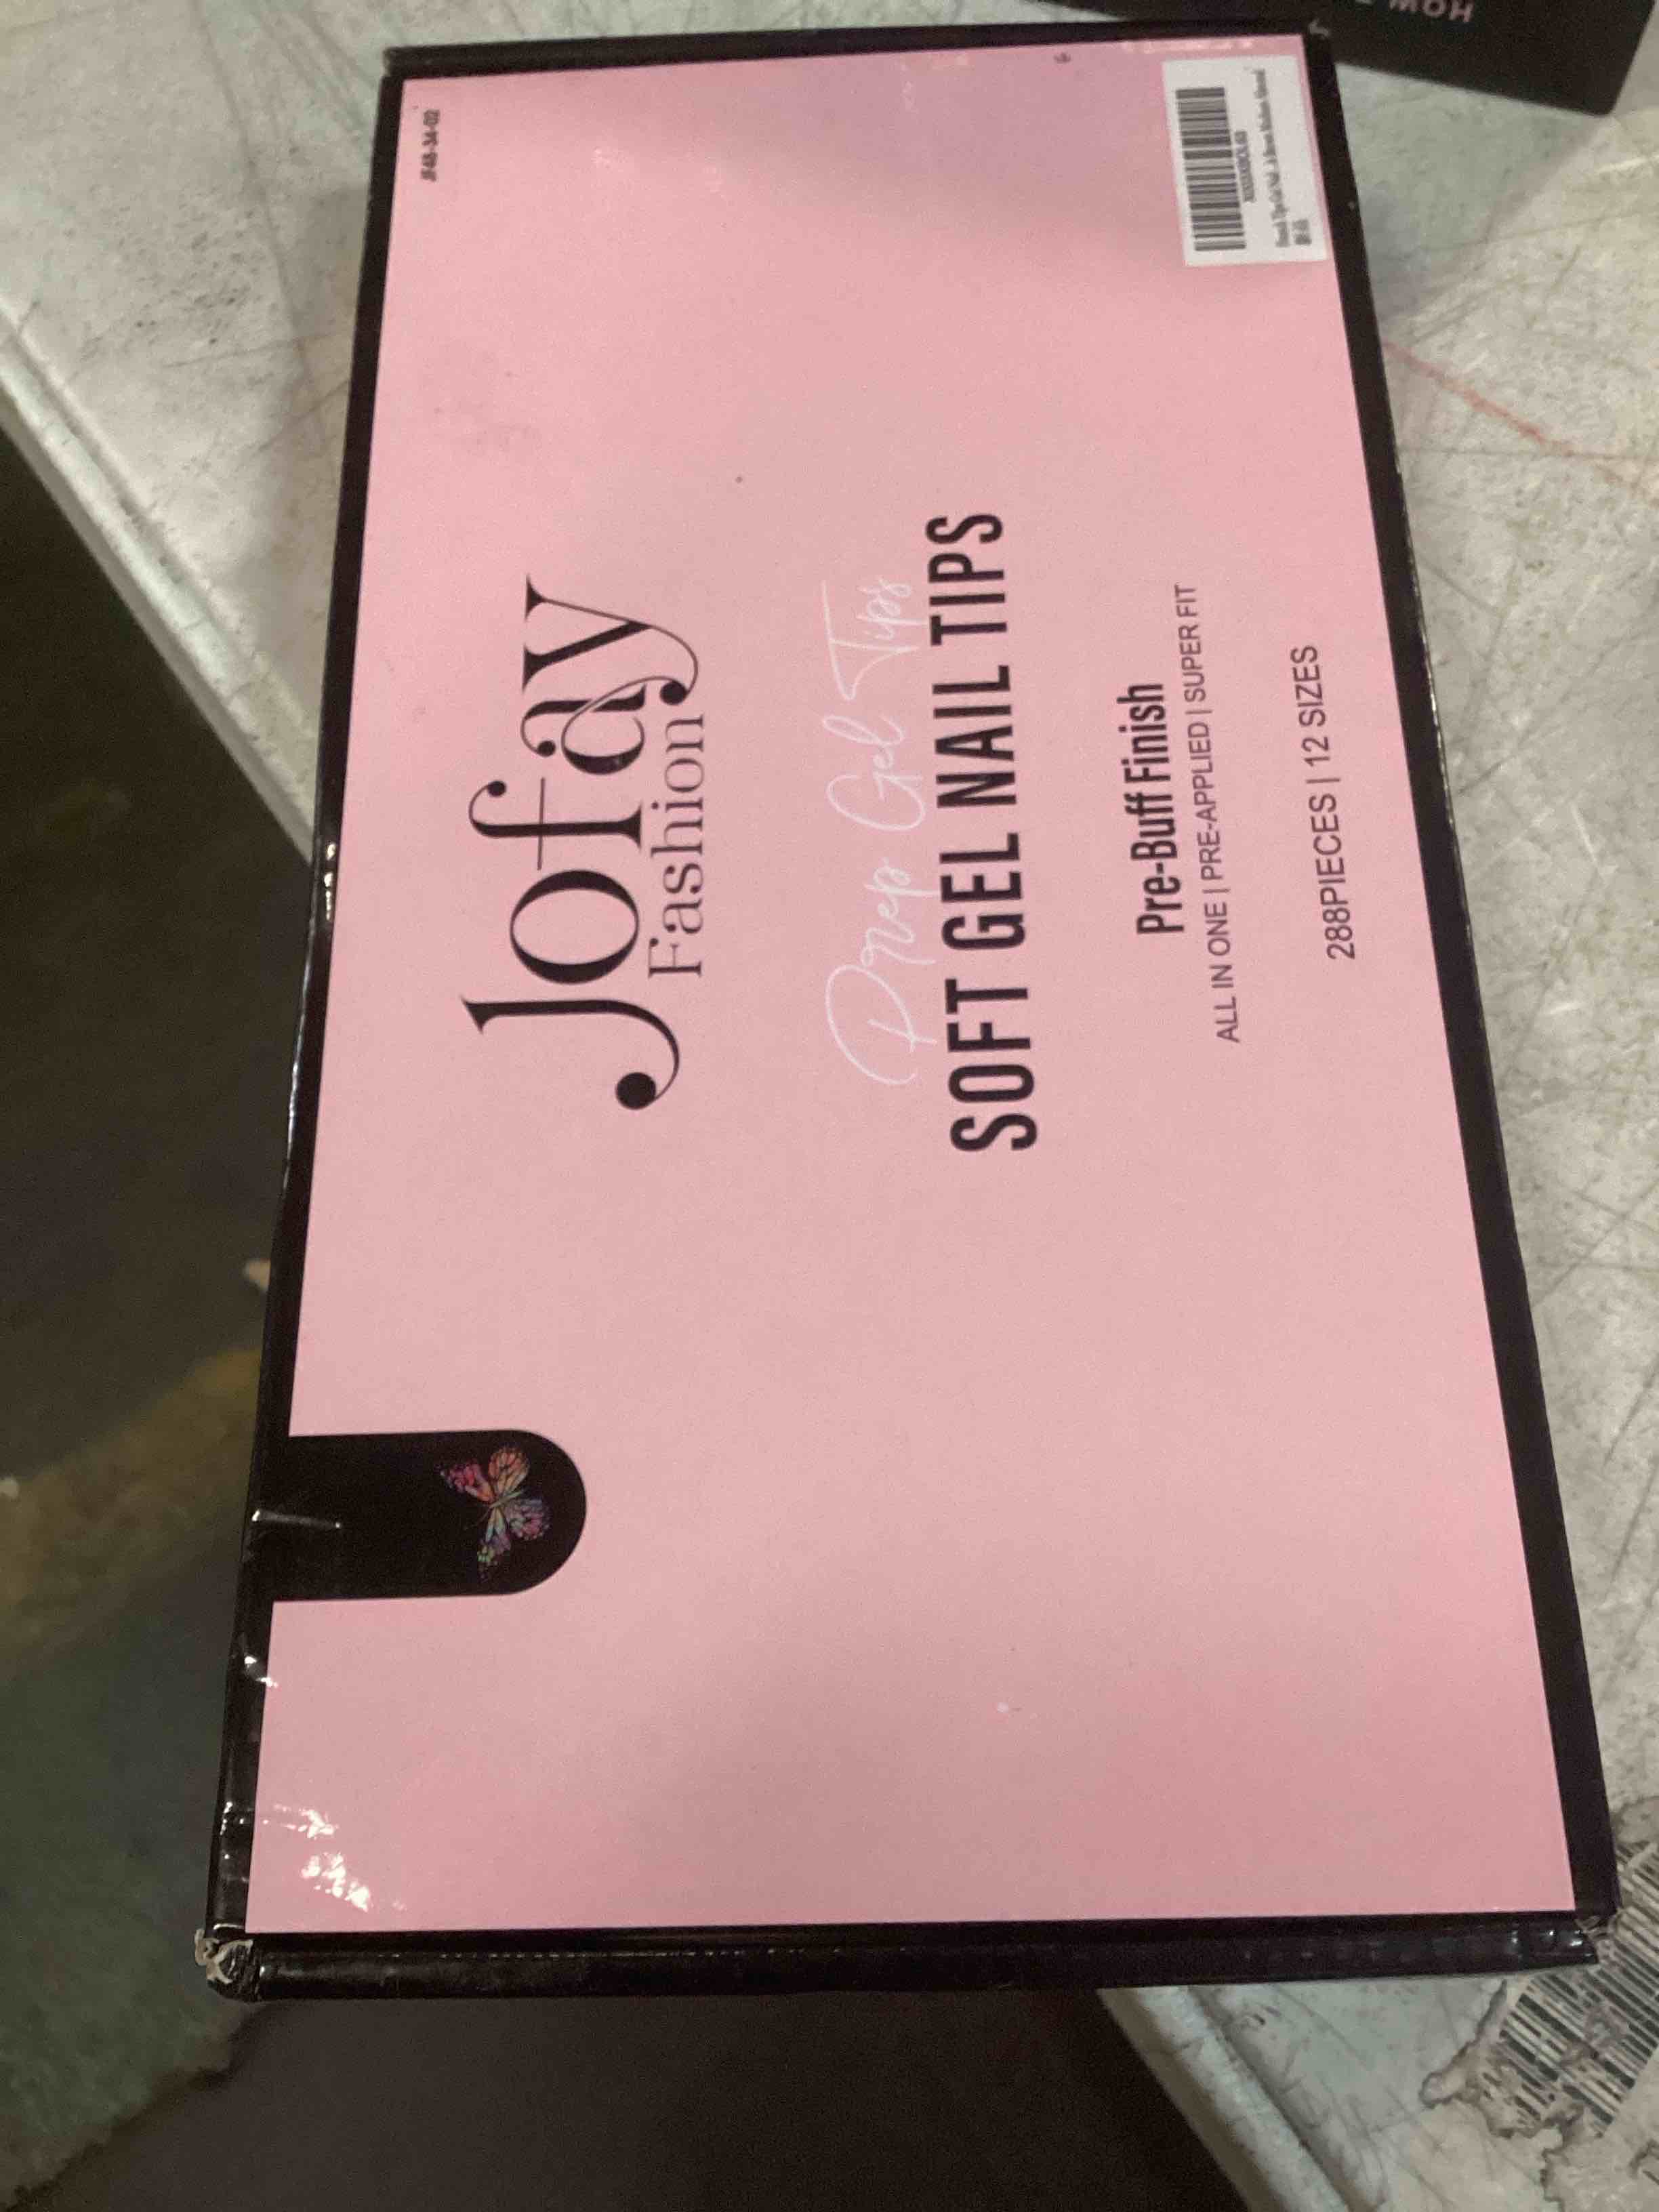 JF48-34-02
Jofay
Fashion
Prep Gel Tips
SOFT GEL NAIL TIPS
Pre-Buff Finish
ALL IN ONE | PRE-APPLIED | SUPER FIT
288PIECES | 12 SIZES
HOW